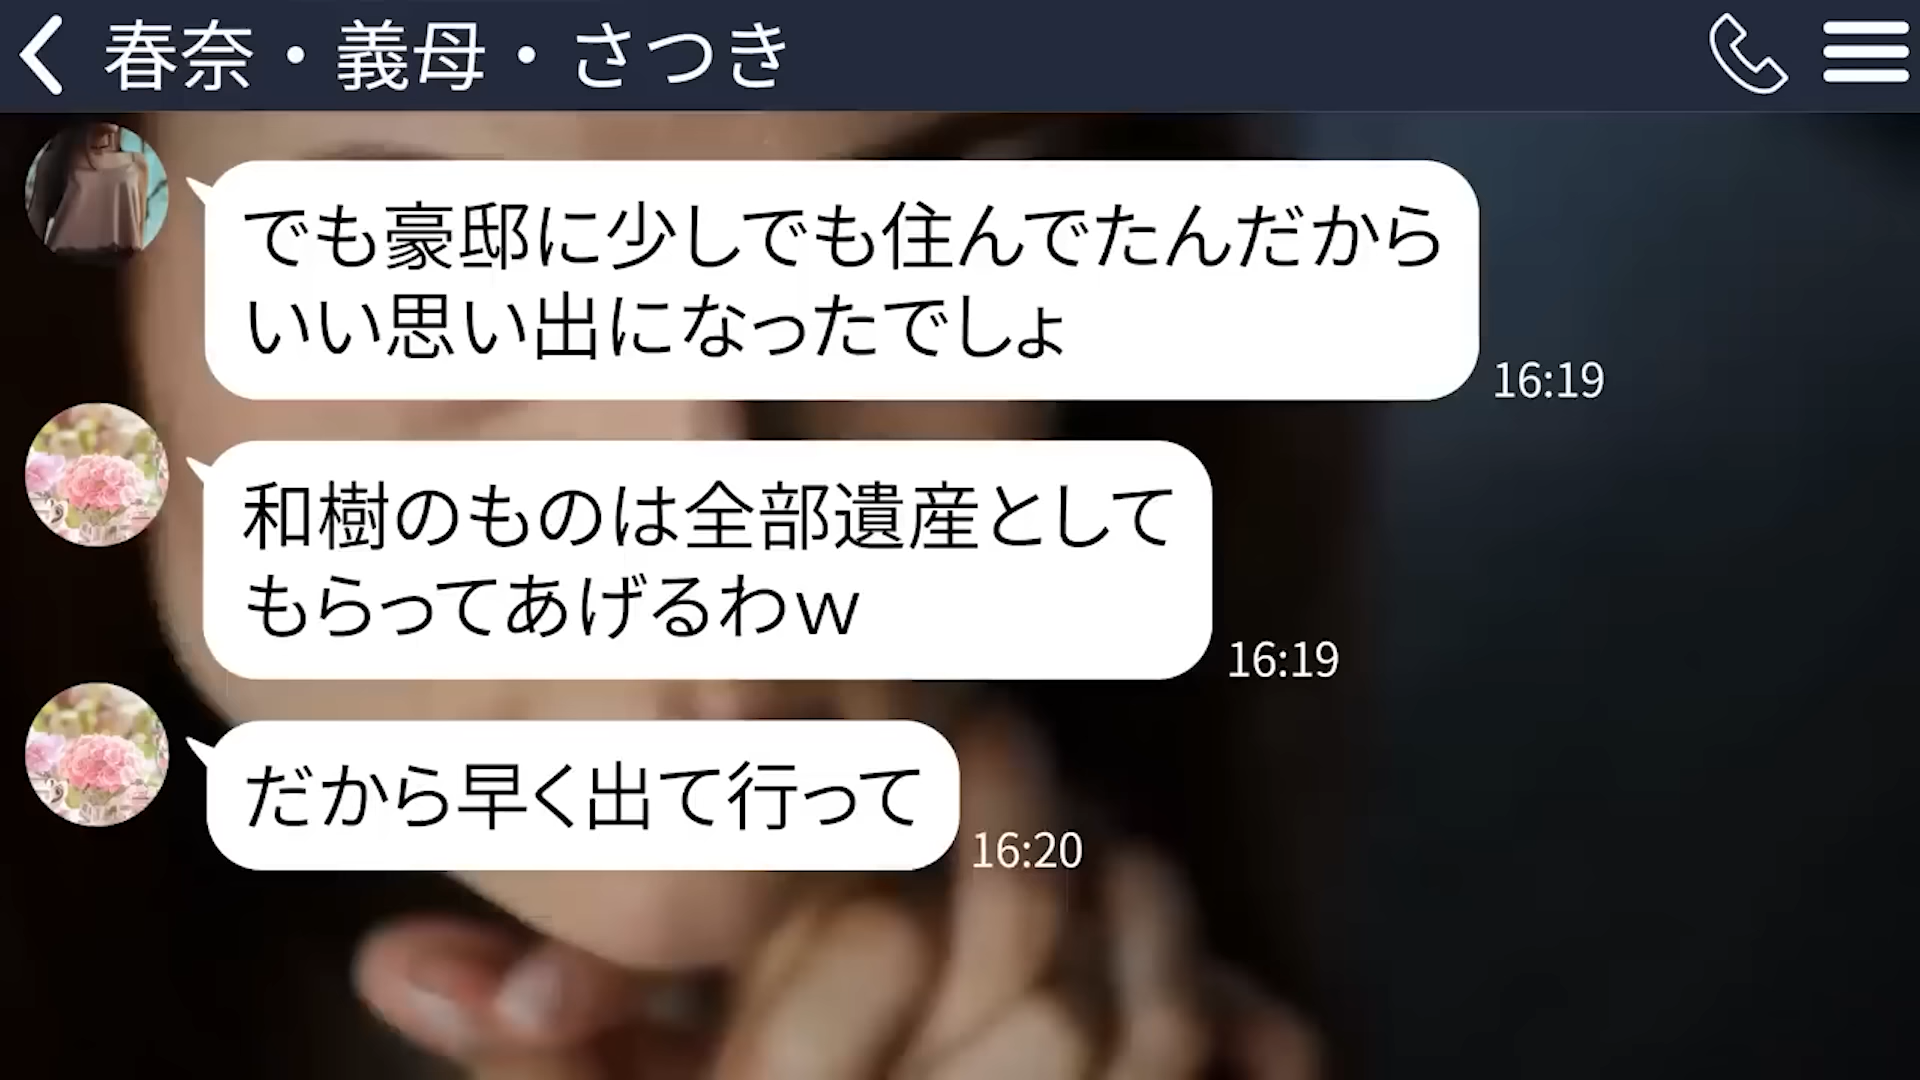 春奈・義母・さつき
でも豪邸に少しでも住んでたんだから
いい思い出になったでしょ
16:19
和樹のものは全部遺産として
もらってあげるわｗ
16:19
だから早く出て行って
16:20